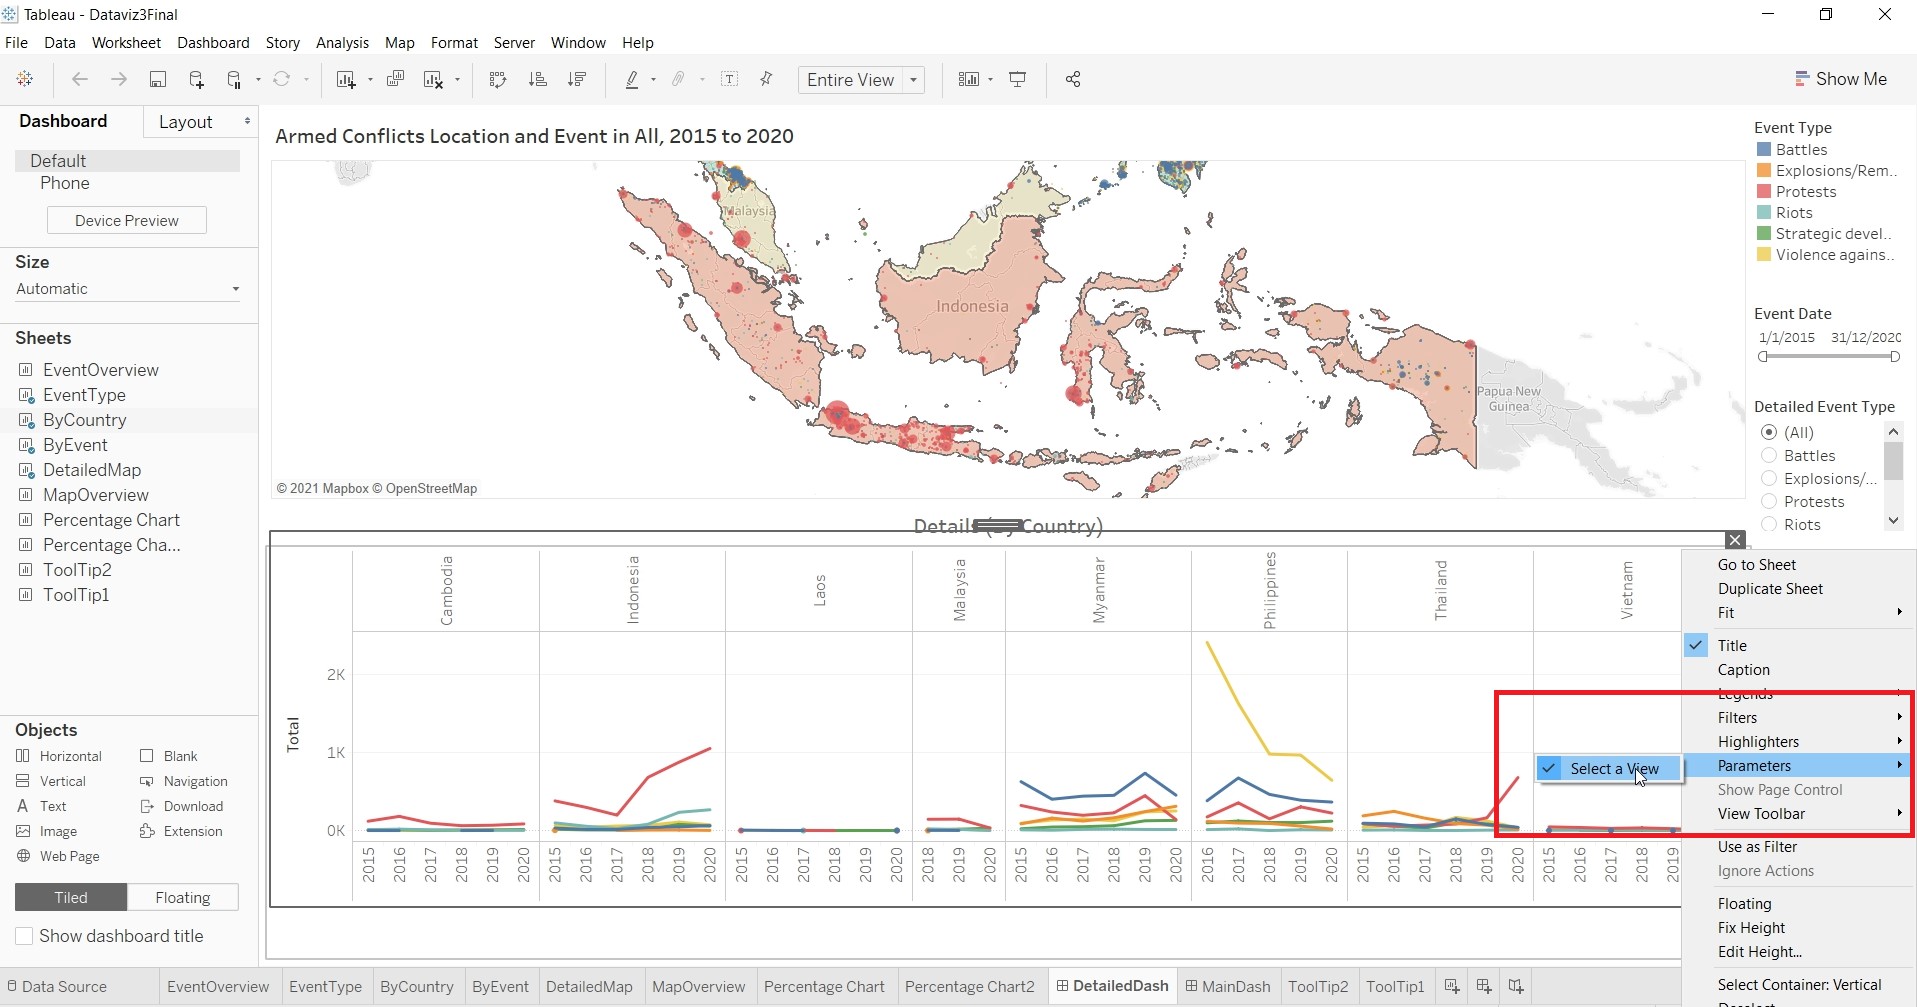 Tableau - Dataviz3Final
File Data Worksheet Dashboard Story Analysis Map Format Server Window Help
Entire View
Show Me
Dashboard Layout
Default
Phone
Device Preview
Size
Automatic
Sheets
EventOverview
EventType
ByCountry
ByEvent
DetailedMap
MapOverview
Percentage Chart
Percentage Cha...
ToolTip2
ToolTip1
Objects
Horizontal Blank
Vertical Navigation
A Text Download
Image Extension
Web Page
Tiled Floating
Show dashboard title
Armed Conflicts Location and Event in All, 2015 to 2020
Malaysia
Indonesia
Papua New
Guinea
© 2021 Mapbox © OpenStreetMap
Event Type
Battles
Explosions/Rem..
Protests
Riots
Strategic devel..
Violence agains..
Event Date
1/1/2015 31/12/2020
Detailed Event Type
(All)
Battles
Explosions/...
Protests
Riots
Details Country)
Cambodia Indonesia Laos Malaysia Myanmar Philippines Thailand Vietnam
Total
2K
1K
0K
2015 2016 2017 2018 2019 2020 2015 2016 2017 2018 2019 2020 2015 2016 2017 2018 2019 2020 2018 2019 2020 2015 2016 2017 2018 2019 2020 2016 2017 2018 2019 2020 2015 2016 2017 2018 2019 2020 2015 2016 2017 2018 2019
Go to Sheet
Duplicate Sheet
Fit
Title
Caption
Legends
Filters
Highlighters
Select a View
Parameters
Show Page Control
View Toolbar
Use as Filter
Ignore Actions
Floating
Fix Height
Edit Height...
Select Container: Vertical
Deselect
Data Source EventOverview EventType ByCountry ByEvent DetailedMap MapOverview Percentage Chart Percentage Chart2 DetailedDash MainDash ToolTip2 ToolTip1